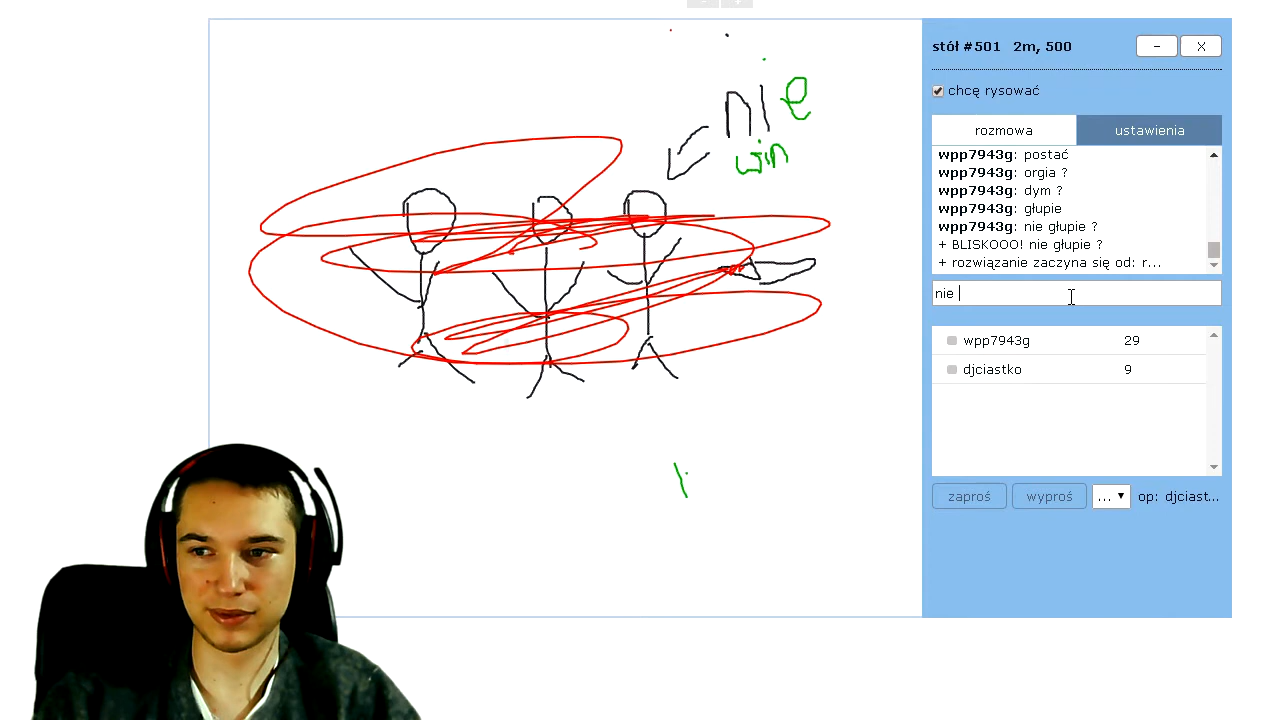 nie
win
stół #501 2m, 500
- X
chcę rysować
rozmowa ustawienia
wpp7943g: postać
wpp7943g: orgia ?
wpp7943g: dym ?
wpp7943g: głupie
wpp7943g: nie głupie ?
+ BLISKOOO! nie głupie ?
+ rozwiązanie zaczyna się od: r...
nie
wpp7943g 29
djciastko 9
zaproś wyproś ... op: djciast...